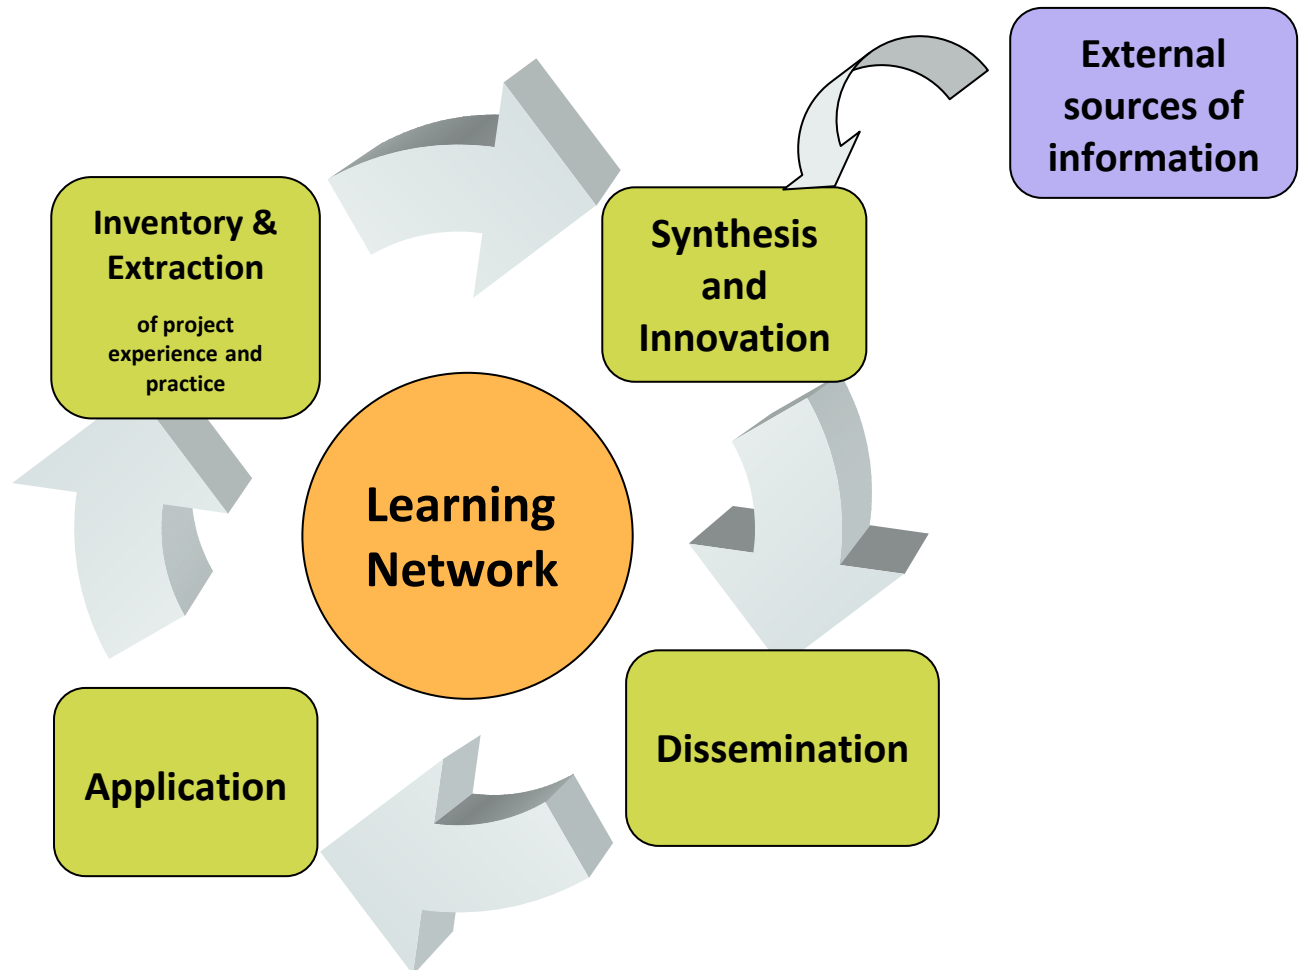 External
sources of
information
Inventory &
Extraction
of project
experience and
practice
Synthesis
and
Innovation
Learning
Network
Dissemination
Application